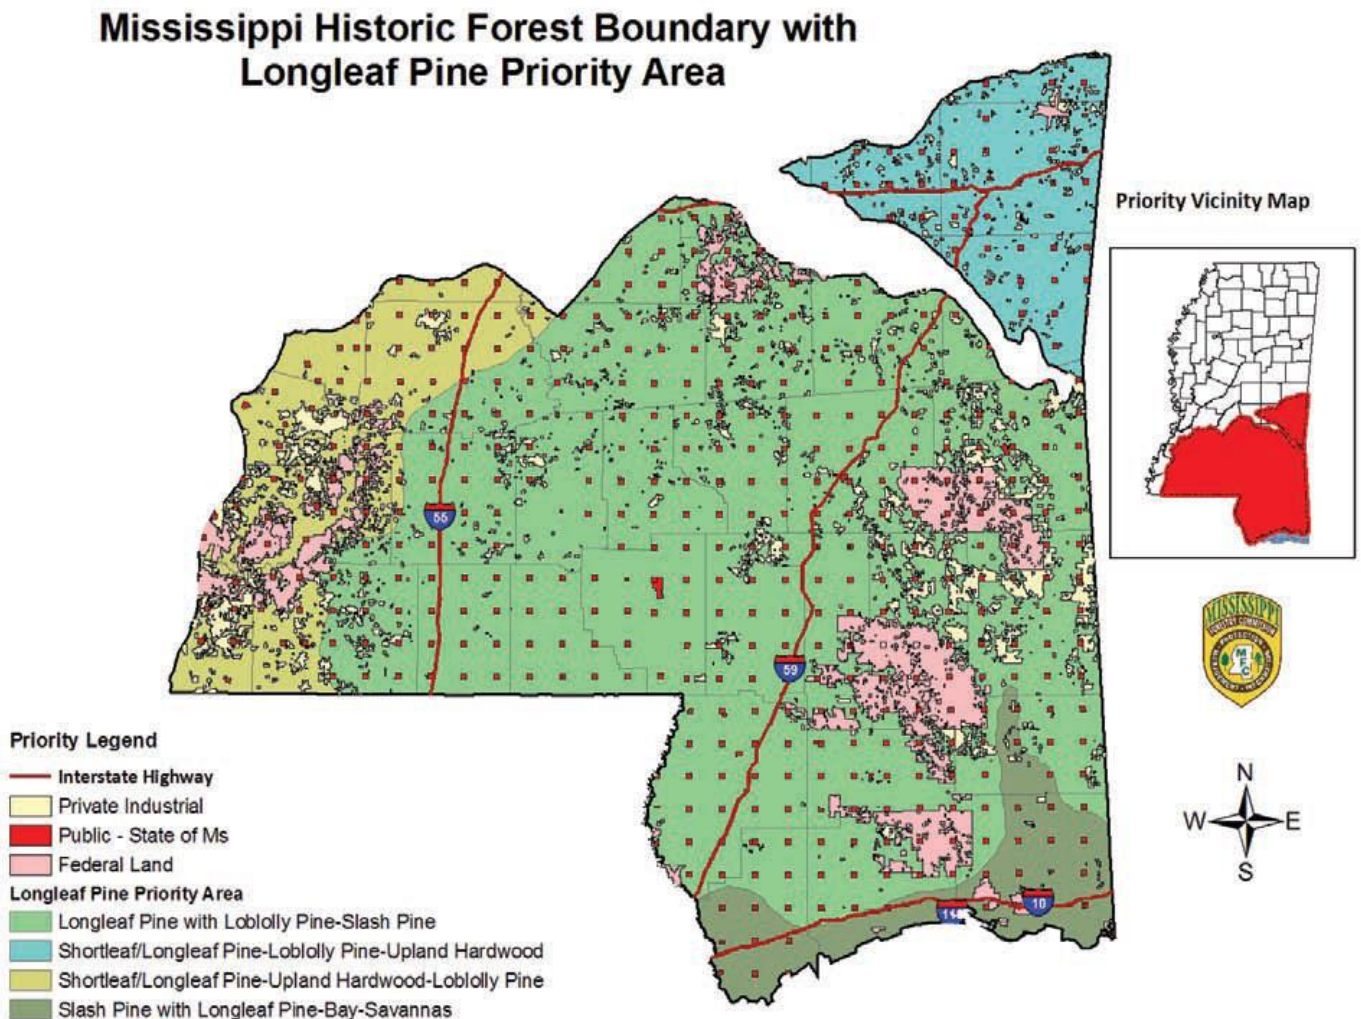 Mississippi Historic Forest Boundary with
Longleaf Pine Priority Area
Priority Vicinity Map
55
59
10
MISSISSIPPI
FORESTRY COMMISSION
MFC
N
W E
S
Priority Legend
Interstate Highway
Private Industrial
Public - State of Ms
Federal Land
Longleaf Pine Priority Area
Longleaf Pine with Loblolly Pine-Slash Pine
Shortleaf/Longleaf Pine-Loblolly Pine-Upland Hardwood
Shortleaf/Longleaf Pine-Upland Hardwood-Loblolly Pine
Slash Pine with Longleaf Pine-Bay-Savannas